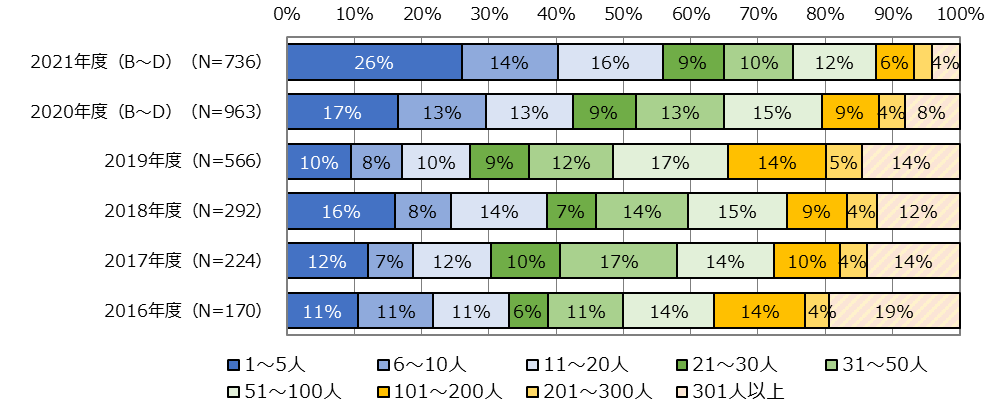 0% 10% 20% 30% 40% 50% 60% 70% 80% 90% 100%
2021年度（B～D）（N=736） 26% 14% 16% 9% 10% 12% 6% 4%
2020年度（B～D）（N=963） 17% 13% 13% 9% 13% 15% 9% 4% 8%
2019年度（N=566） 10% 8% 10% 9% 12% 17% 14% 5% 14%
2018年度（N=292） 16% 8% 14% 7% 14% 15% 9% 4% 12%
2017年度（N=224） 12% 7% 12% 10% 17% 14% 10% 4% 14%
2016年度（N=170） 11% 11% 11% 6% 11% 14% 14% 4% 19%
1～5人 6～10人 11～20人 21～30人 31～50人
51～100人 101～200人 201～300人 301人以上